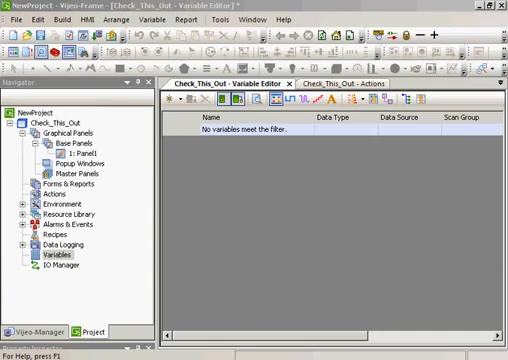 NewProject - Vijeo-Frame - [Check_This_Out - Variable Editor] *
File Edit Build HMI Arrange Variable Report Tools Window Help
Navigator
Check_This_Out - Variable Editor Check_This_Out - Actions
NewProject
Check_This_Out
Graphical Panels
Base Panels
1: Panel1
Popup Windows
Master Panels
Forms & Reports
Actions
Environment
Resource Library
Alarms & Events
Recipes
Data Logging
Variables
IO Manager
Name Data Type Data Source Scan Group
No variables meet the filter.
Vijeo-Manager Project
Property Inspector
For Help, press F1